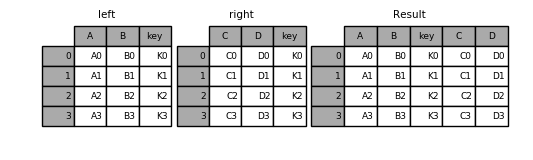 left right Result
A B key C D key A B key C D
0 A0 B0 K0 0 C0 D0 K0 0 A0 B0 K0 C0 D0
1 A1 B1 K1 1 C1 D1 K1 1 A1 B1 K1 C1 D1
2 A2 B2 K2 2 C2 D2 K2 2 A2 B2 K2 C2 D2
3 A3 B3 K3 3 C3 D3 K3 3 A3 B3 K3 C3 D3